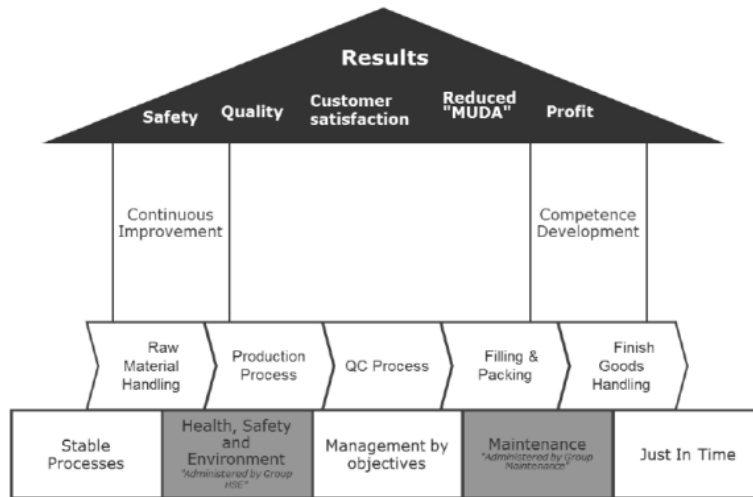 Results
Safety
Quality
Customer
satisfaction
Reduced
"MUDA"
Profit
Continuous
Improvement
Competence
Development
Raw
Material
Handling
Production
Process
QC Process
Filling &
Packing
Finish
Goods
Handling
Stable
Processes
Health, Safety
and
Environment
"Administered by Group
HSE"
Management by
objectives
Maintenance
"Administered by Group
Maintenance"
Just In Time